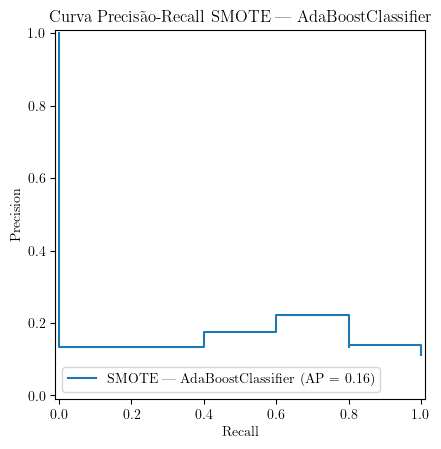 Curva Precisão-Recall SMOTE — AdaBoostClassifier
1.0
0.8
0.6
0.4
0.2
0.0
Precision
SMOTE — AdaBoostClassifier (AP = 0.16)
0.0 0.2 0.4 0.6 0.8 1.0
Recall